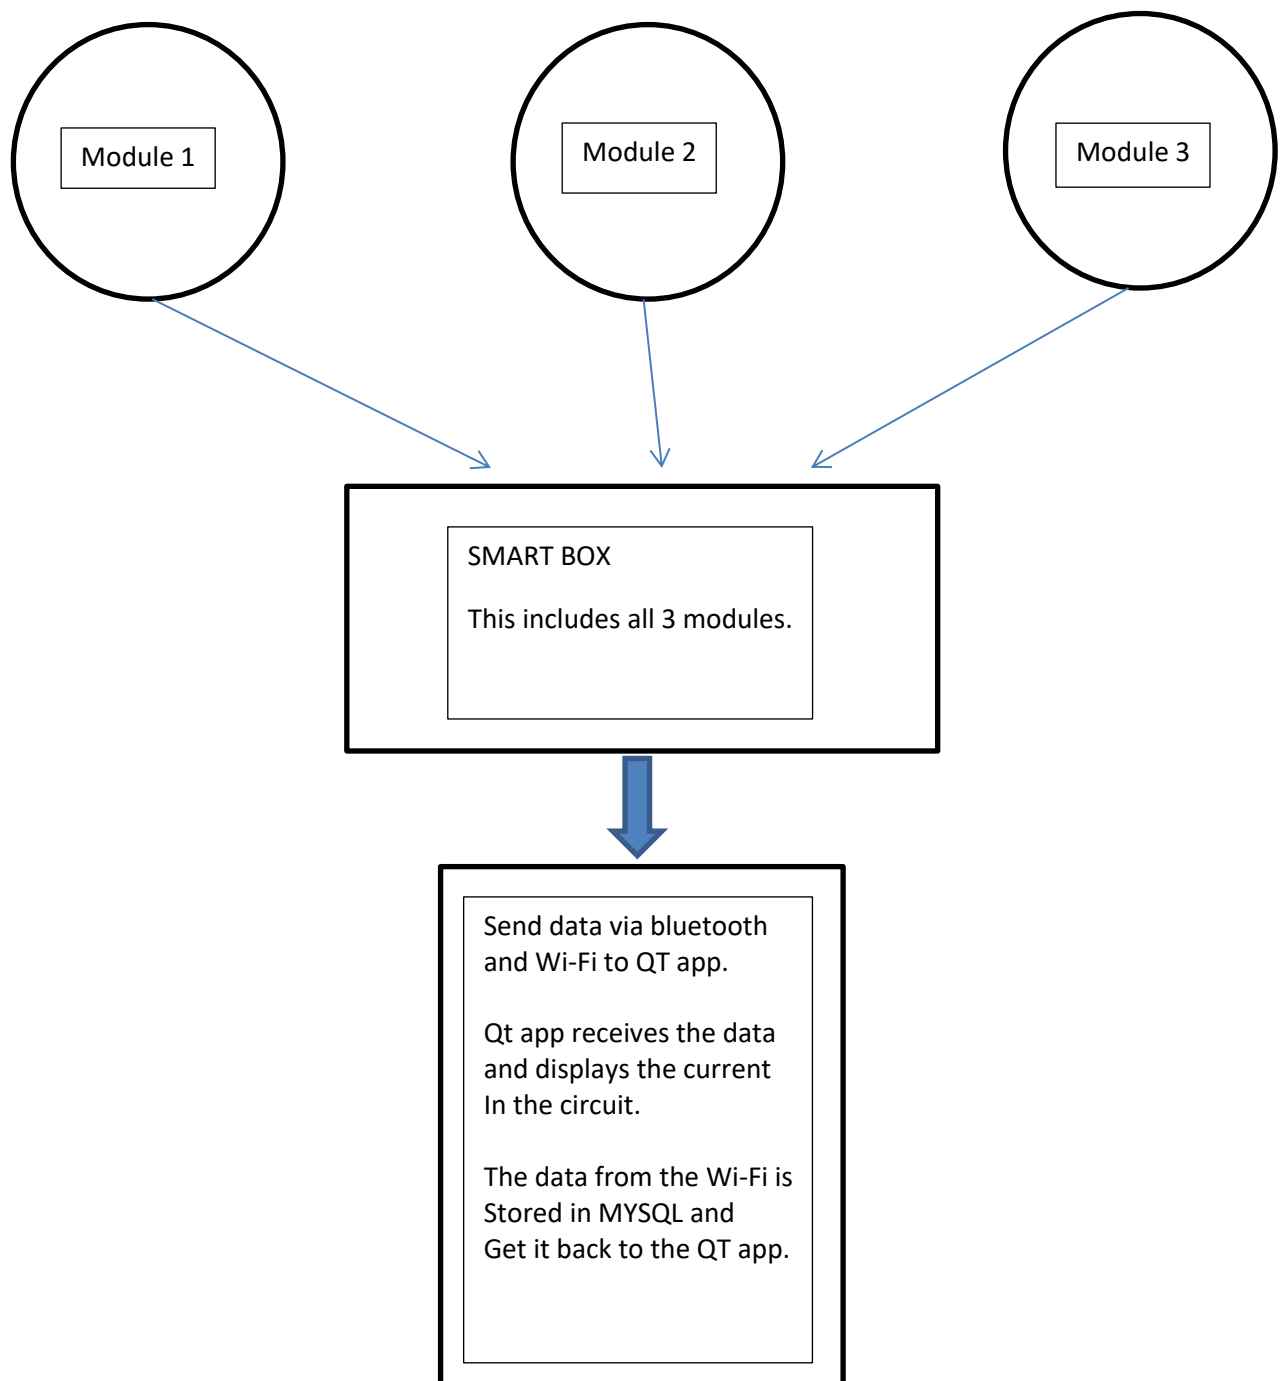 Module 1
Module 2
Module 3
SMART BOX
This includes all 3 modules.
Send data via bluetooth
and Wi-Fi to QT app.
Qt app receives the data
and displays the current
In the circuit.
The data from the Wi-Fi is
Stored in MYSQL and
Get it back to the QT app.